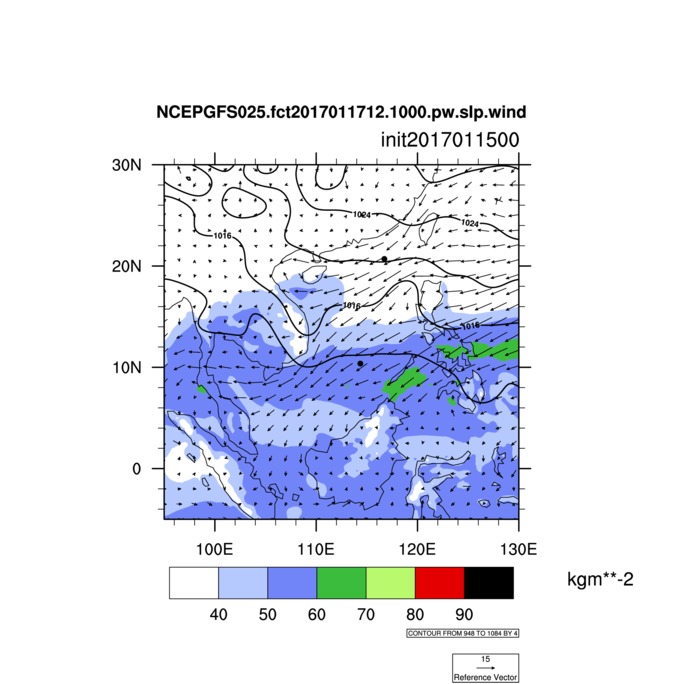 NCEPGFS025.fct2017011712.1000.pw.slp.wind
init2017011500
30N
1024
1024
1016
20N
1016
1016
10N
0
100E 110E 120E 130E
kgm**-2
40 50 60 70 80 90
CONTOUR FROM 948 TO 1084 BY 4
15
Reference Vector